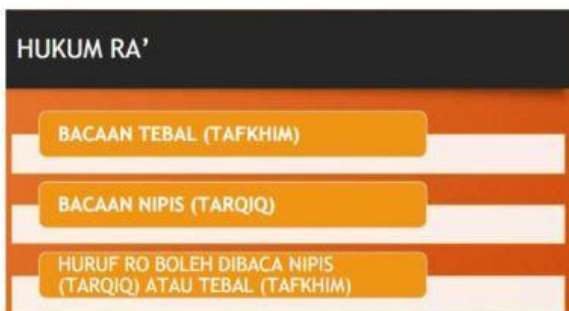 HUKUM RA’
BACAAN TEBAL (TAFKHIM)
BACAAN NIPIS (TARQIQ)
HURUF RO BOLEH DIBACA NIPIS
(TARQIQ) ATAU TEBAL (TAFKHIM)